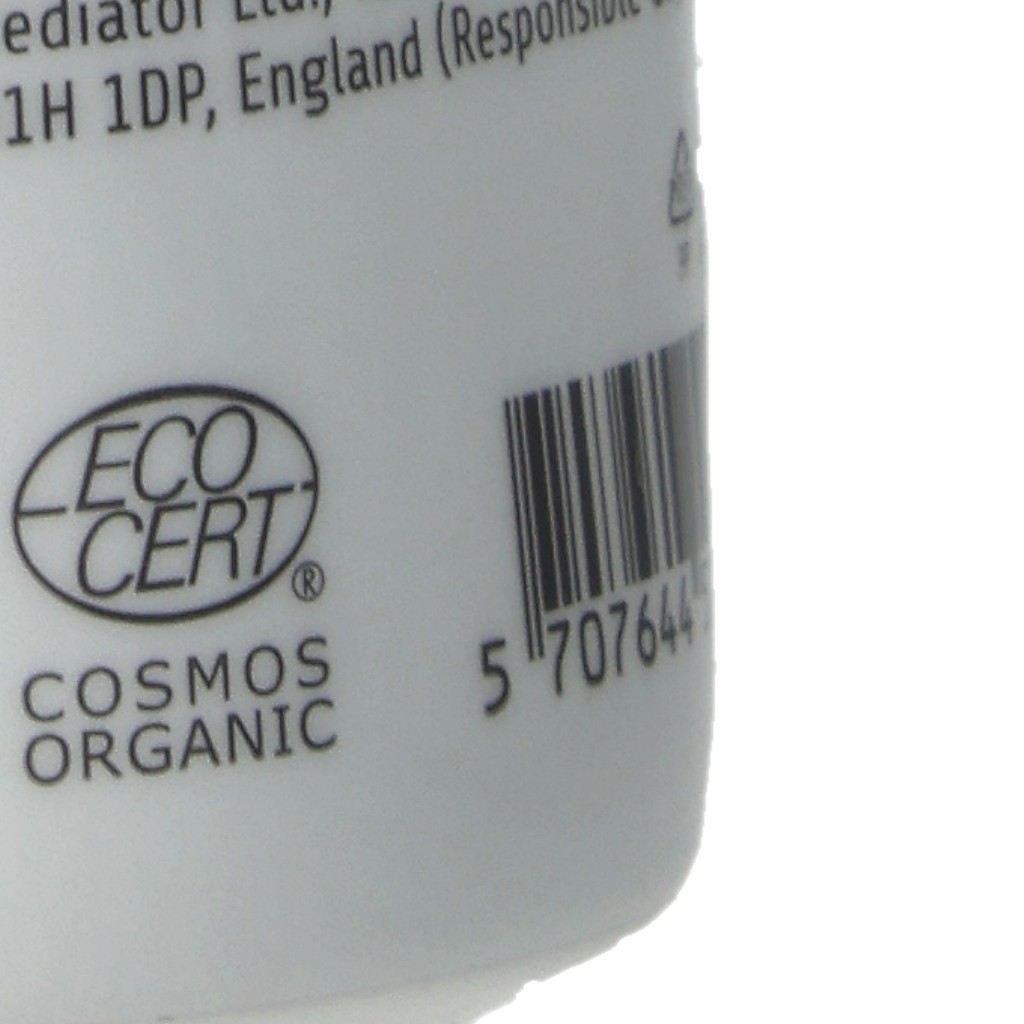 ediator Ltd.,
1H 1DP, England (Responsible
ECO
CERT®
COSMOS
ORGANIC
5 707644